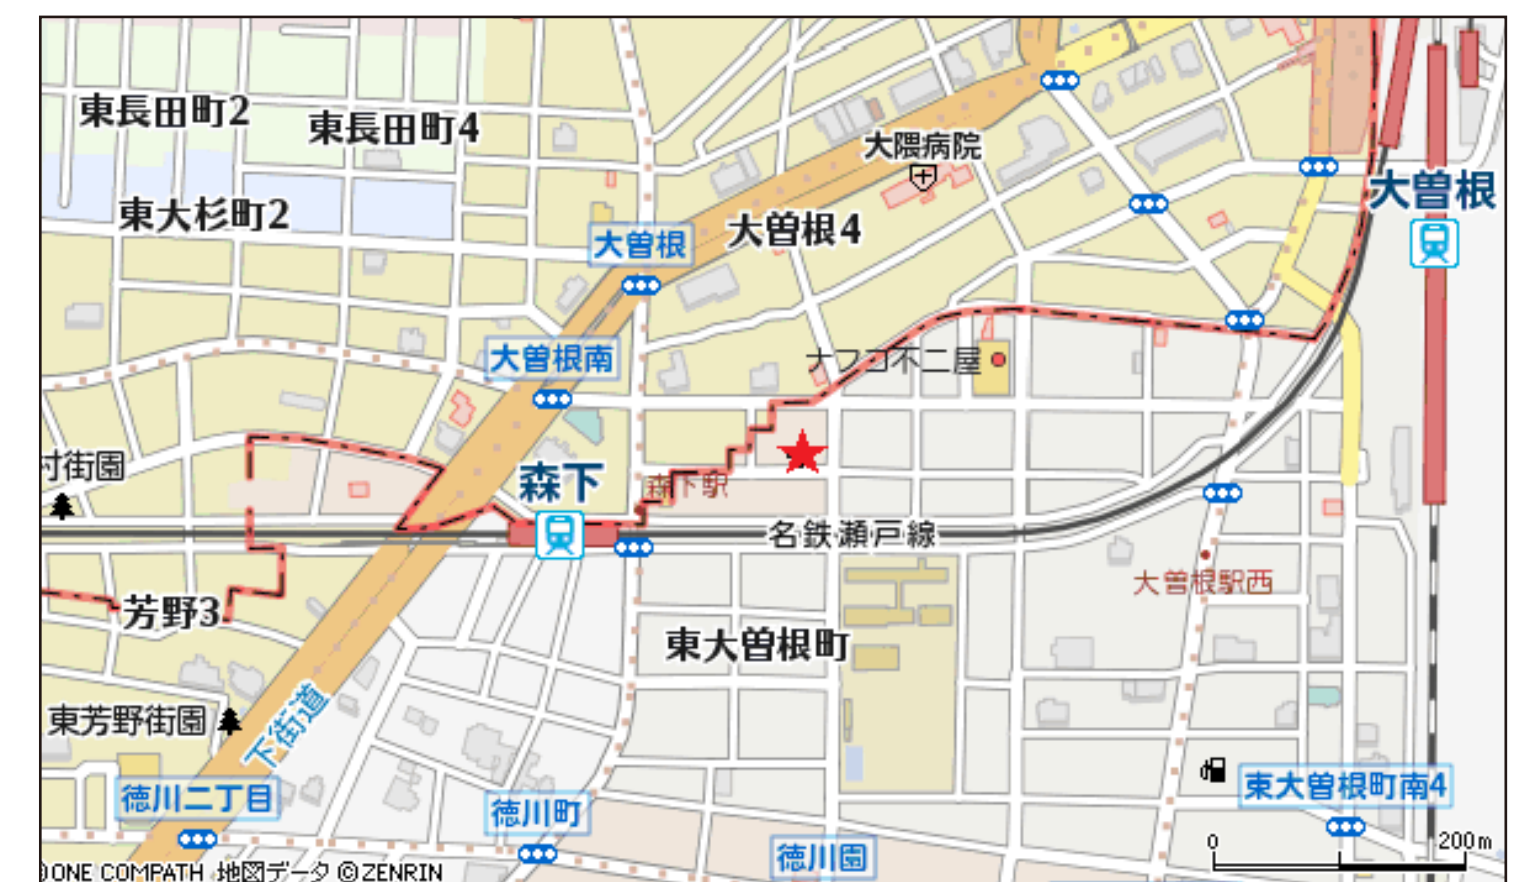 東長田町2
東長田町4
大隈病院
東大杉町2
大曽根
大曽根
大曽根4
大曽根南
ナフコ不二屋
村街園
森下
森下駅
名鉄瀬戸線
大曽根駅西
芳野3
東大曽根町
東芳野街園
下街道
徳川二丁目
徳川町
東大曽根町南4
徳川園
0
200m
ONE COMPATH 地図データ ©ZENRIN